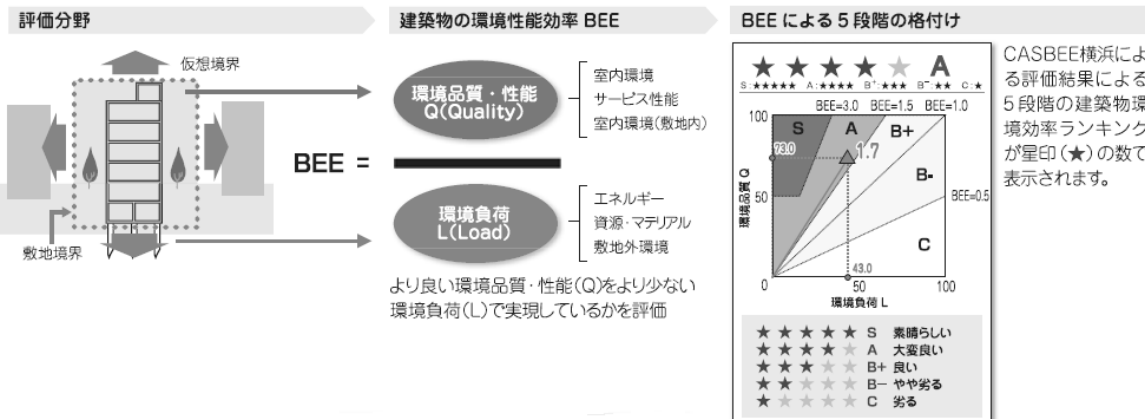 評価分野
仮想境界
敷地境界
建築物の環境性能効率 BEE
BEE =
環境品質・性能
Q(Quality)
室内環境
サービス性能
室内環境(敷地内)
環境負荷
L(Load)
エネルギー
資源・マテリアル
敷地外環境
より良い環境品質・性能(Q)をより少ない
環境負荷(L)で実現しているかを評価
BEE による 5 段階の格付け
★★★★★ A
S:★★★★★ A:★★★★ B+:★★★ B-:★★ C:★
BEE=3.0 BEE=1.5 BEE=1.0
100
S
A
B+
73.0
1.7
B-
50
BEE=0.5
C
43.0
0
50
100
環境品質 Q
環境負荷 L
★★★★★ S 素晴らしい
★★★★★ A 大変良い
★★★★★ B+ 良い
★★★★★ B- やや劣る
★★★★★ C 劣る
CASBEE横浜によ
る評価結果による
5段階の建築物環
境効率ランキング
が星印(★)の数で
表示されます。